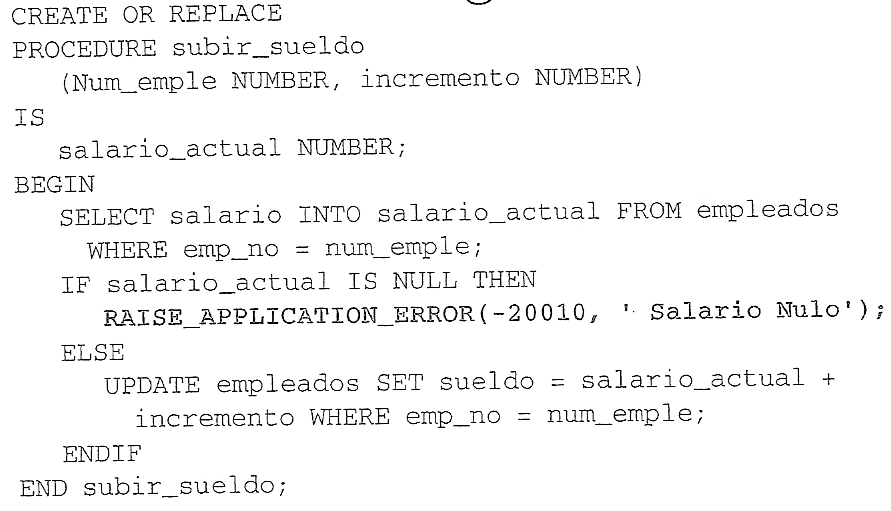 CREATE OR REPLACE
PROCEDURE subir_sueldo
(Num_emple NUMBER, incremento NUMBER)
IS
salario_actual NUMBER;
BEGIN
SELECT salario INTO salario_actual FROM empleados
WHERE emp_no = num_emple;
IF salario_actual IS NULL THEN
RAISE_APPLICATION_ERROR(-20010, ' Salario Nulo');
ELSE
UPDATE empleados SET sueldo = salario_actual +
incremento WHERE emp_no = num_emple;
ENDIF
END subir_sueldo;